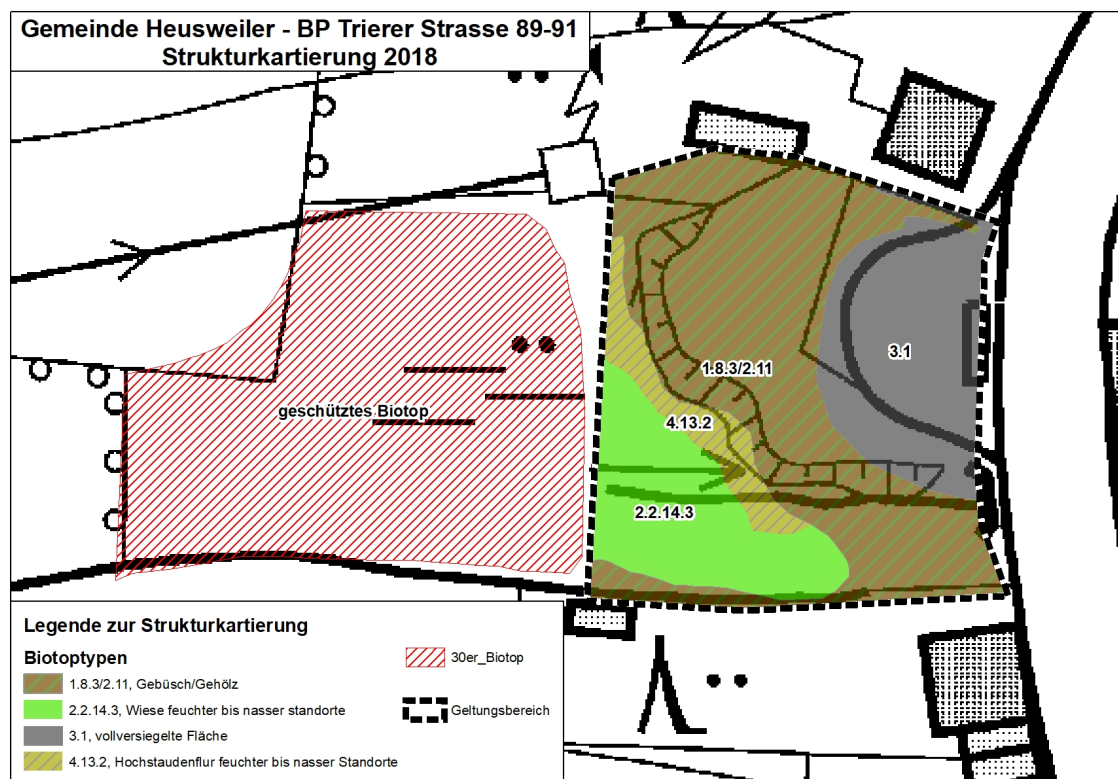 Gemeinde Heusweiler - BP Trierer Strasse 89-91
Strukturkartierung 2018
3.1
1.8.3/2.11
geschütztes Biotop
4.13.2
2.2.14.3
Legende zur Strukturkartierung
Biotoptypen
1.8.3/2.11, Gebüsch/Gehölz
2.2.14.3, Wiese feuchter bis nasser standorte
3.1, vollversiegelte Fläche
4.13.2, Hochstaudenflur feuchter bis nasser Standorte
30er_Biotop
Geltungsbereich